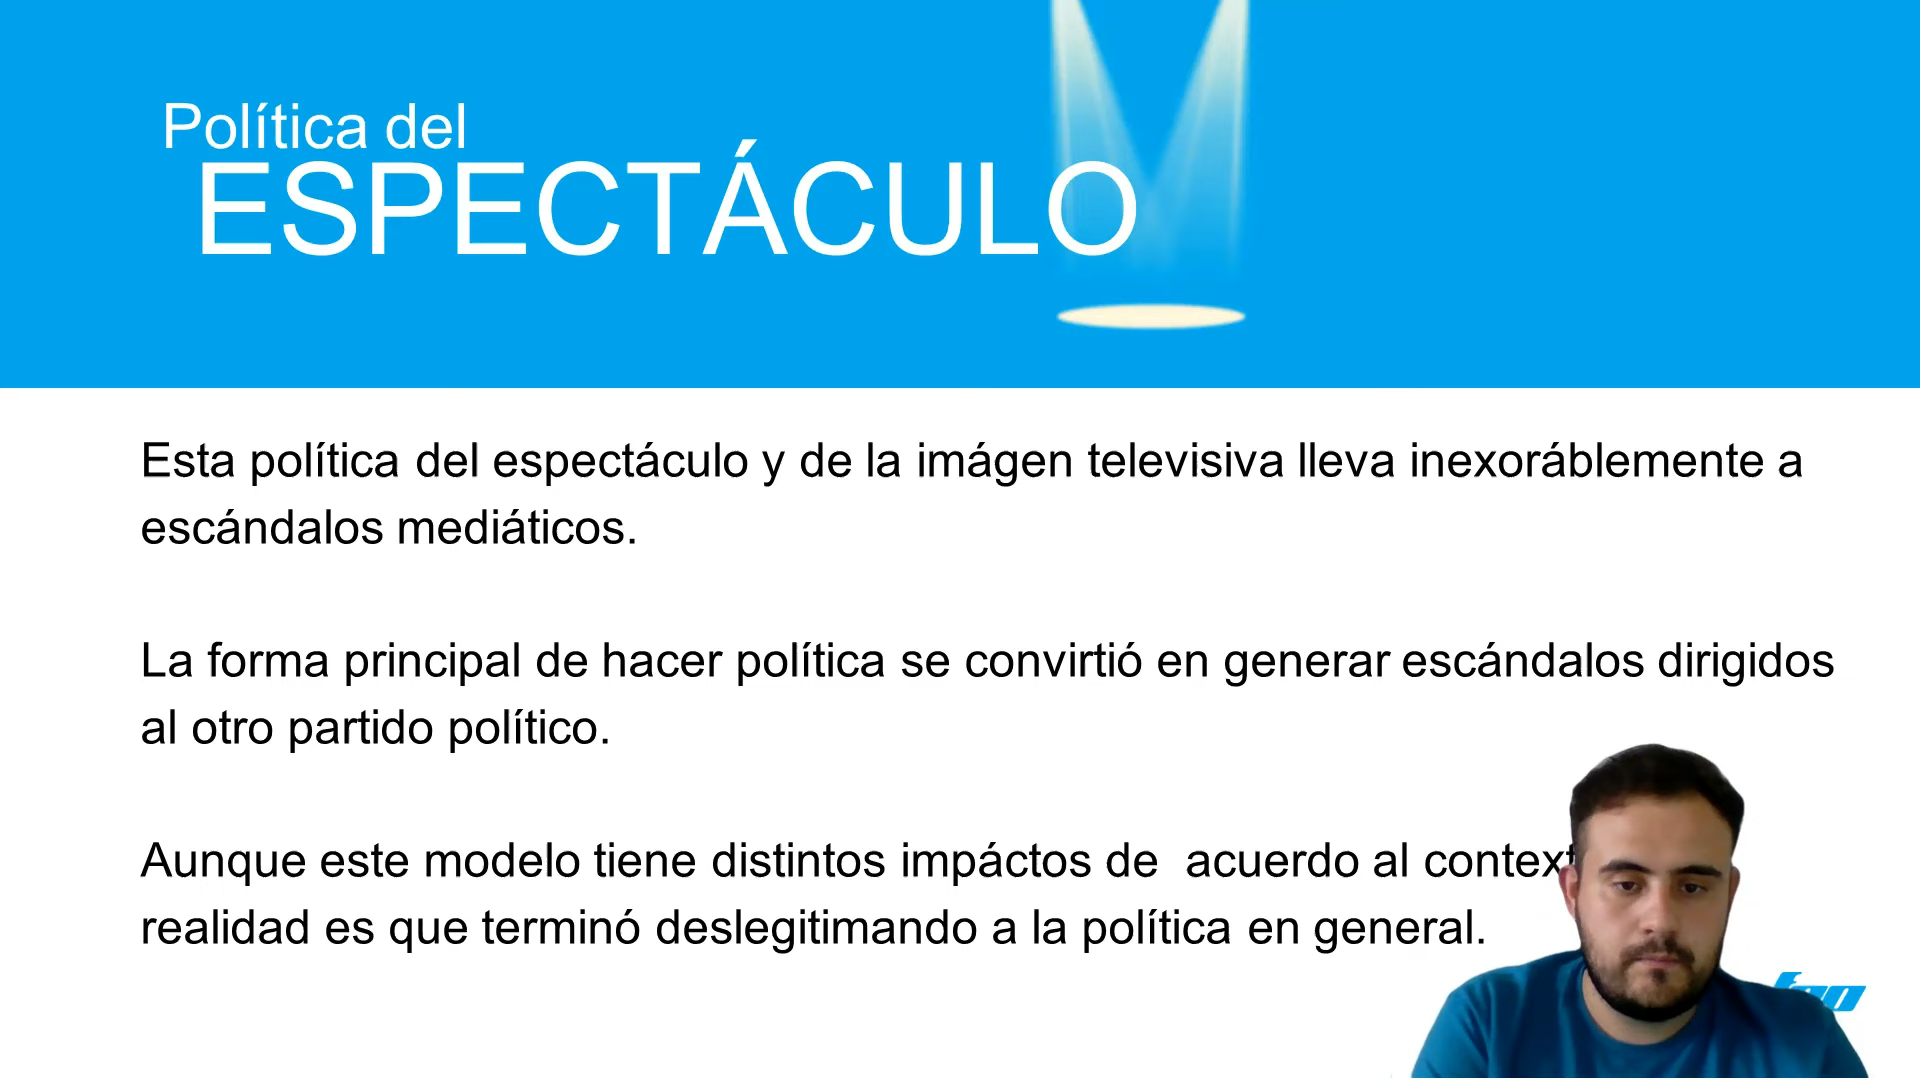 Política del
ESPECTÁCULO
Esta política del espectáculo y de la imágen televisiva lleva inexoráblemente a
escándalos mediáticos.
La forma principal de hacer política se convirtió en generar escándalos dirigidos
al otro partido político.
Aunque este modelo tiene distintos impáctos de  acuerdo al
realidad es que terminó deslegitimando a la política en general.